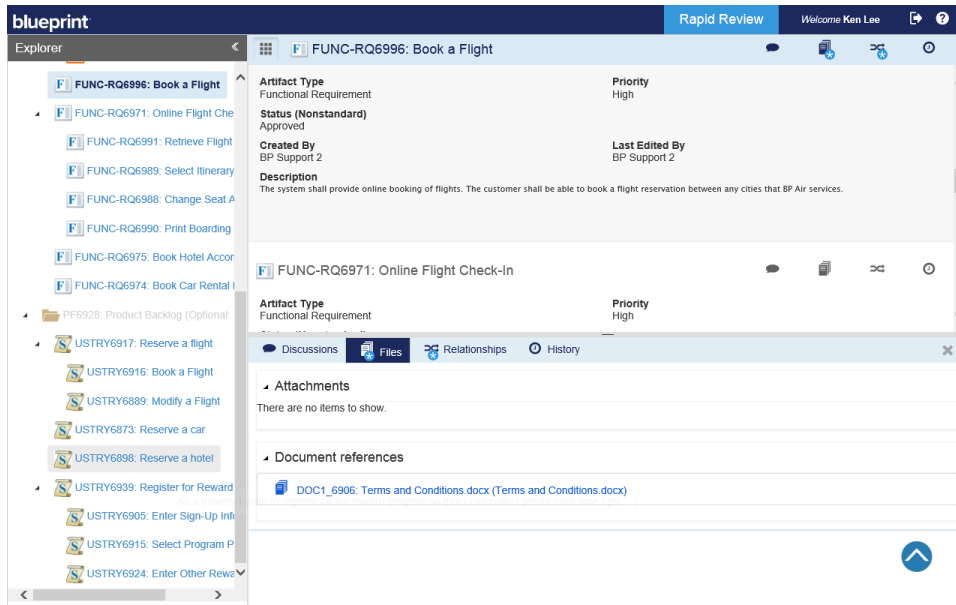 blueprint
Rapid Review
Welcome Ken Lee
Explorer
FUNC-RQ6996: Book a Flight
FUNC-RQ6971: Online Flight Che
FUNC-RQ6991: Retrieve Flight
FUNC-RQ6989: Select Itinerary
FUNC-RQ6988: Change Seat A
FUNC-RQ6990: Print Boarding
FUNC-RQ6975: Book Hotel Accor
FUNC-RQ6974: Book Car Rental
PF6928: Product Backlog (Optional:
USTRY6917: Reserve a flight
USTRY6916: Book a Flight
USTRY6889: Modify a Flight
USTRY6873: Reserve a car
USTRY6898: Reserve a hotel
USTRY6939: Register for Reward
USTRY6905: Enter Sign-Up Info
USTRY6915: Select Program P
USTRY6924: Enter Other Rewa
FUNC-RQ6996: Book a Flight
Artifact Type
Functional Requirement
Priority
High
Status (Nonstandard)
Approved
Created By
BP Support 2
Last Edited By
BP Support 2
Description
The system shall provide online booking of flights. The customer shall be able to book a flight reservation between any cities that BP Air services.
FUNC-RQ6971: Online Flight Check-In
Artifact Type
Functional Requirement
Priority
High
Discussions
Files
Relationships
History
Attachments
There are no items to show.
Document references
DOC1_6906: Terms and Conditions.docx (Terms and Conditions.docx)